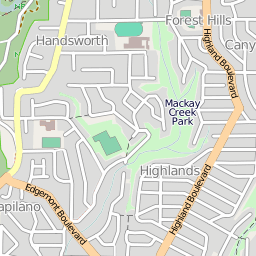 Forest Hills
Handsworth
Cany
Highland Boulevard
Mackay
Creek
Park
Highlands
Edgemont Boulevard
Highland Boulevard
apilano